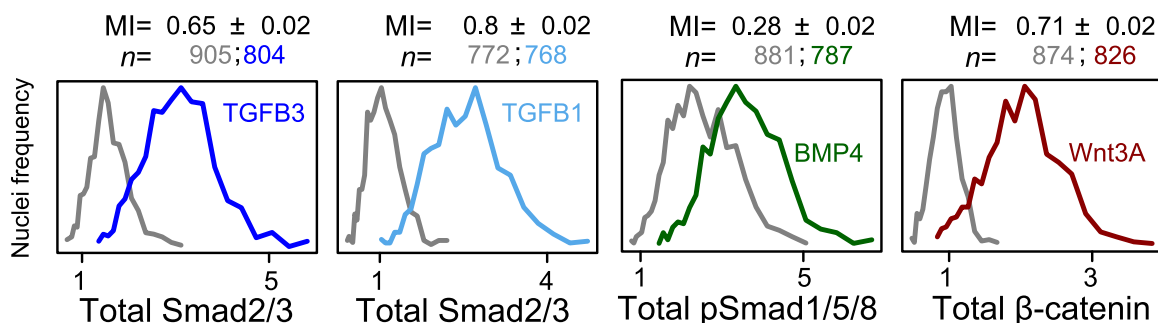 MI= 0.65 ± 0.02 MI= 0.8 ± 0.02 MI= 0.28 ± 0.02 MI= 0.71 ± 0.02
n= 905;804 n= 772;768 n= 881;787 n= 874;826
Nuclei frequency
TGFB3 TGFB1 BMP4 Wnt3A
1 5 1 4 1 5 1 3
Total Smad2/3 Total Smad2/3 Total pSmad1/5/8 Total β-catenin